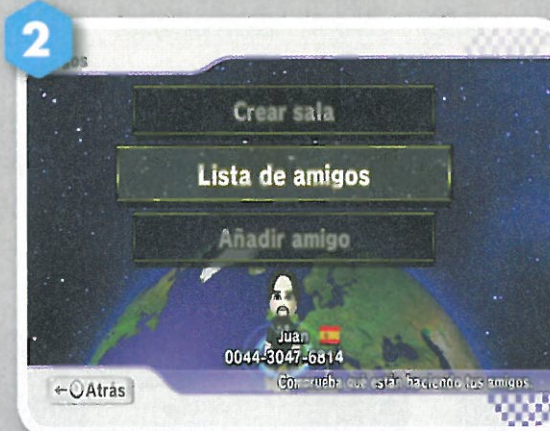 2
Crear sala
Lista de amigos
Añadir amigo
Juan
0044-3047-6814
Atrás
Comprueba qué están haciendo tus amigos.